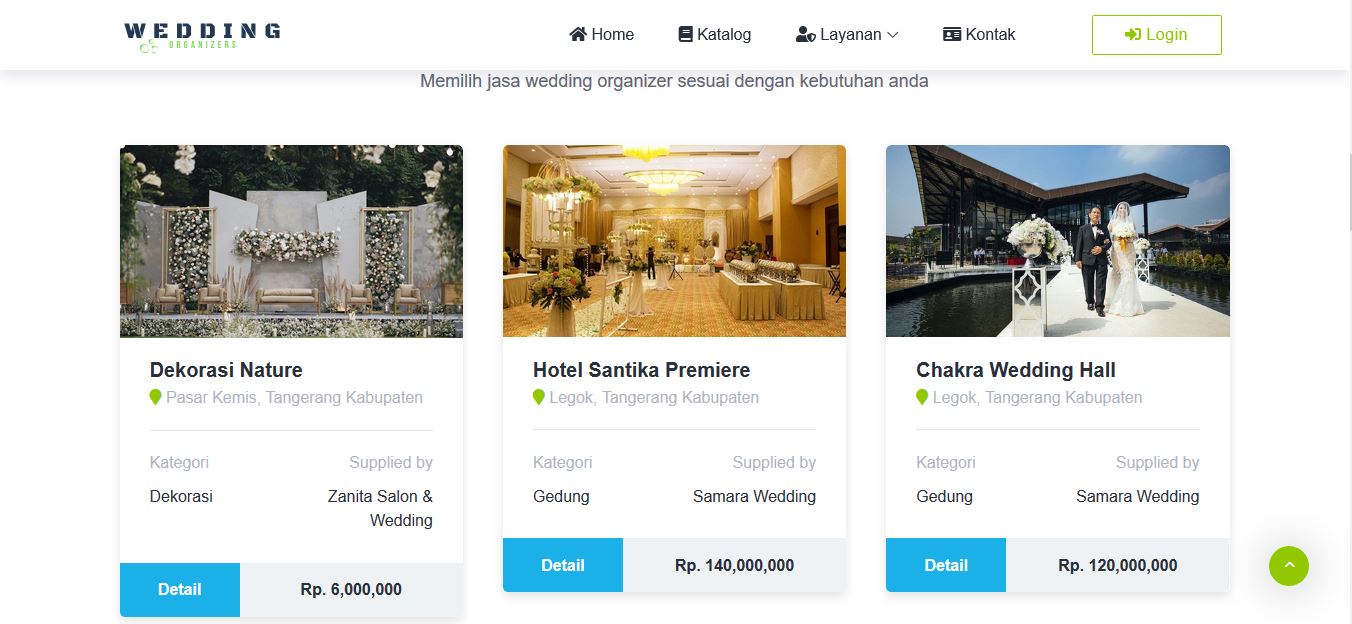 WEDDING
ORGANIZERS
Home
Katalog
Layanan
Kontak
Login
Memilih jasa wedding organizer sesuai dengan kebutuhan anda
Dekorasi Nature
Pasar Kemis, Tangerang Kabupaten
Kategori
Supplied by
Dekorasi
Zanita Salon &
Wedding
Detail
Rp. 6,000,000
Hotel Santika Premiere
Legok, Tangerang Kabupaten
Kategori
Supplied by
Gedung
Samara Wedding
Detail
Rp. 140,000,000
Chakra Wedding Hall
Legok, Tangerang Kabupaten
Kategori
Supplied by
Gedung
Samara Wedding
Detail
Rp. 120,000,000